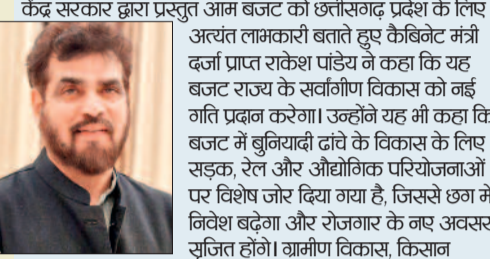 केंद्र सरकार द्वारा प्रस्तुत आम बजट को छत्तीसगढ़ प्रदेश के लिए
अत्यंत लाभकारी बताते हुए कैबिनेट मंत्री
दर्जा प्राप्त राकेश पांडेय ने कहा कि यह
बजट राज्य के सर्वांगीण विकास को नई
गति प्रदान करेगा। उन्होंने यह भी कहा कि
बजट में बुनियादी ढांचे के विकास के लिए
सड़क, रेल और औद्योगिक परियोजनाओं
पर विशेष जोर दिया गया है, जिससे छग में
निवेश बढ़ेगा और रोजगार के नए अवसर
सृजित होंगे। ग्रामीण विकास, किसान